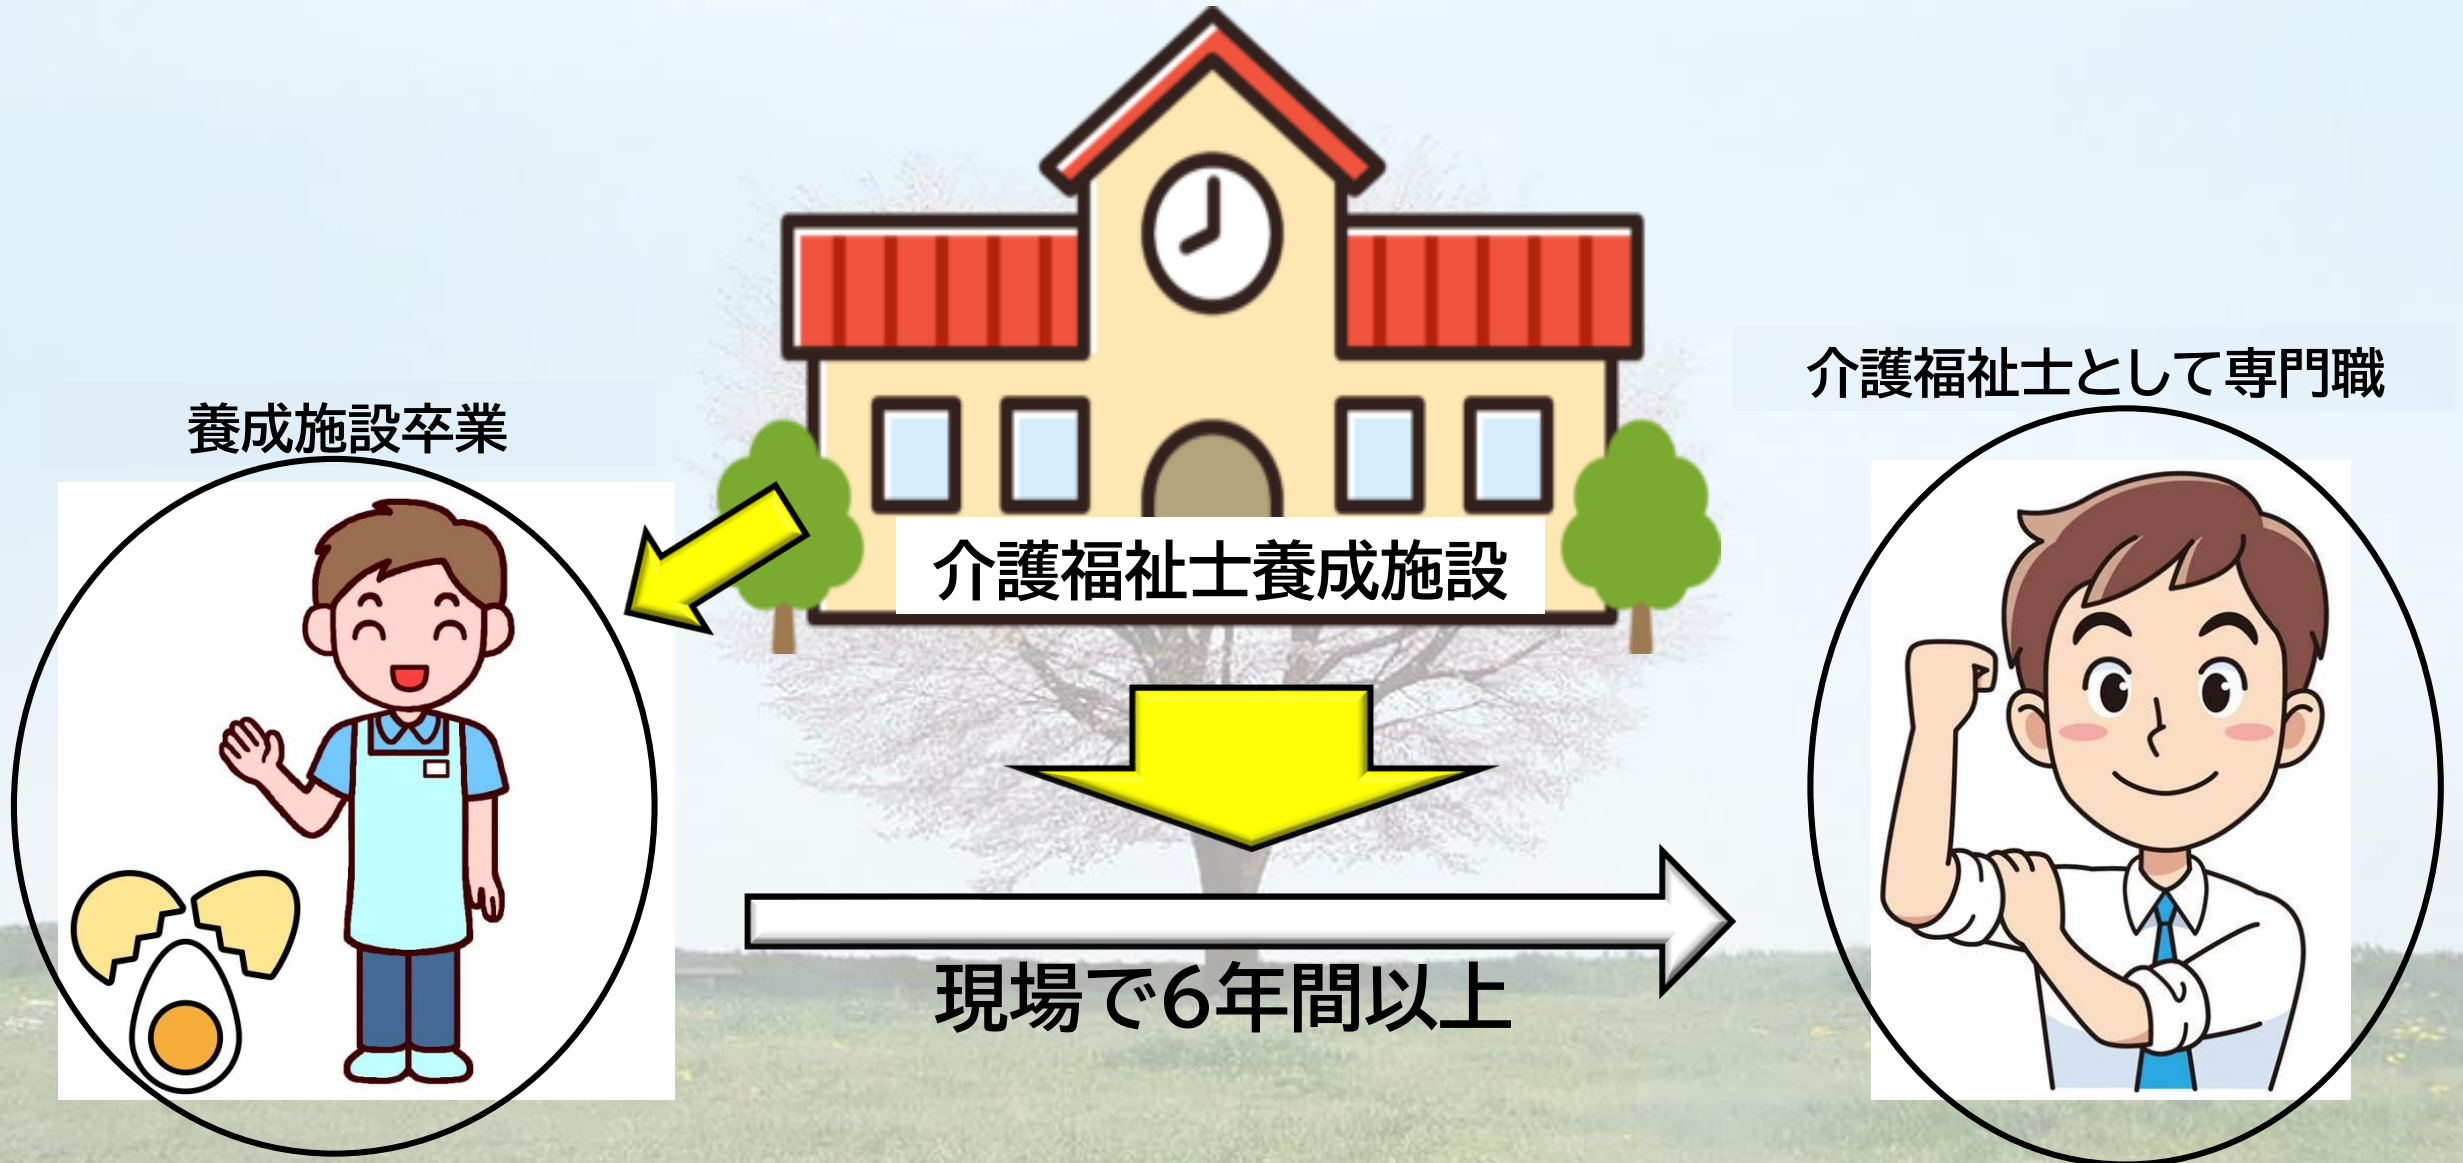 養成施設卒業
介護福祉士養成施設
介護福祉士として専門職
現場で6年間以上